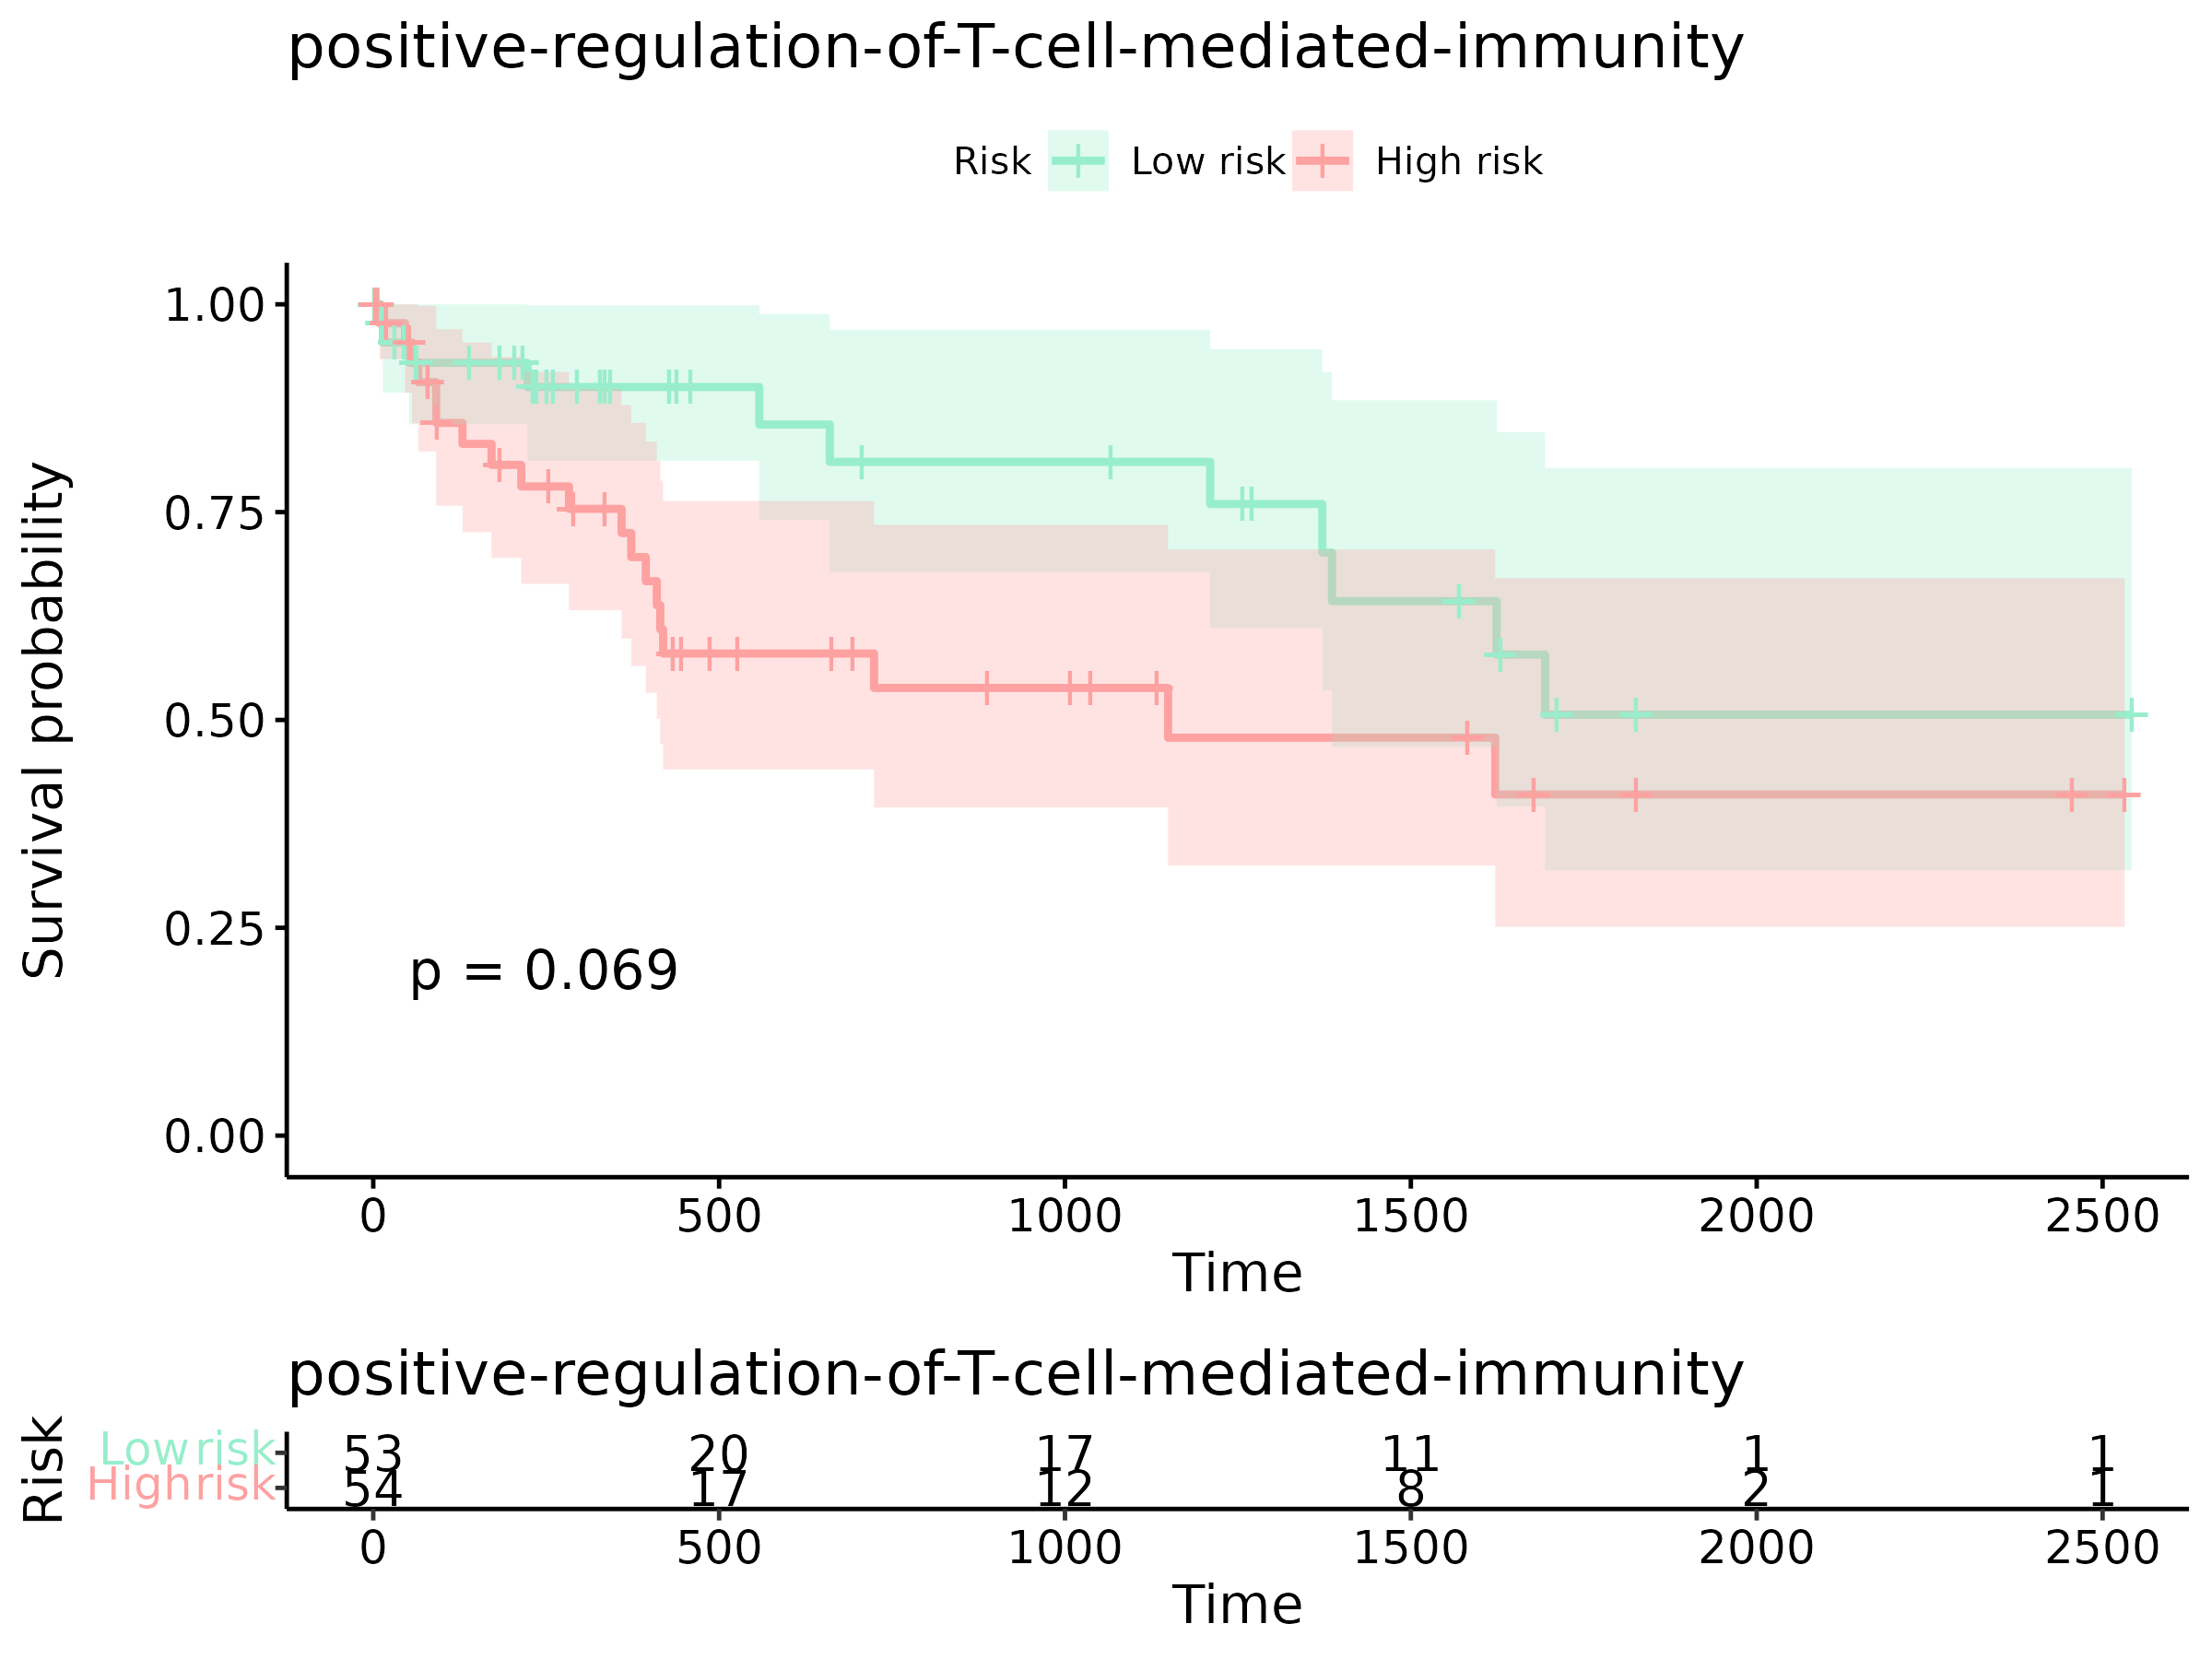 positive-regulation-of-T-cell-mediated-immunity
Risk Low risk High risk
Survival probability
1.00
0.75
0.50
0.25
0.00
p = 0.069
0 500 1000 1500 2000 2500
Time
positive-regulation-of-T-cell-mediated-immunity
Risk
Low risk 53 20 17 11 1 1
High risk 54 17 12 8 2 1
0 500 1000 1500 2000 2500
Time